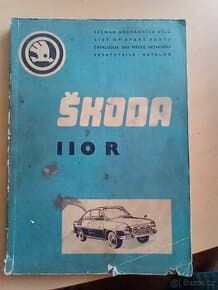 SEZNAM NÁHRADNÍCH DÍLŮ
LIST OF SPARE PARTS
CATALOGUE DES PIÈCES DÉTACHÉES
ERSATZTEILE - KATALOG
ŠKODA
110 R